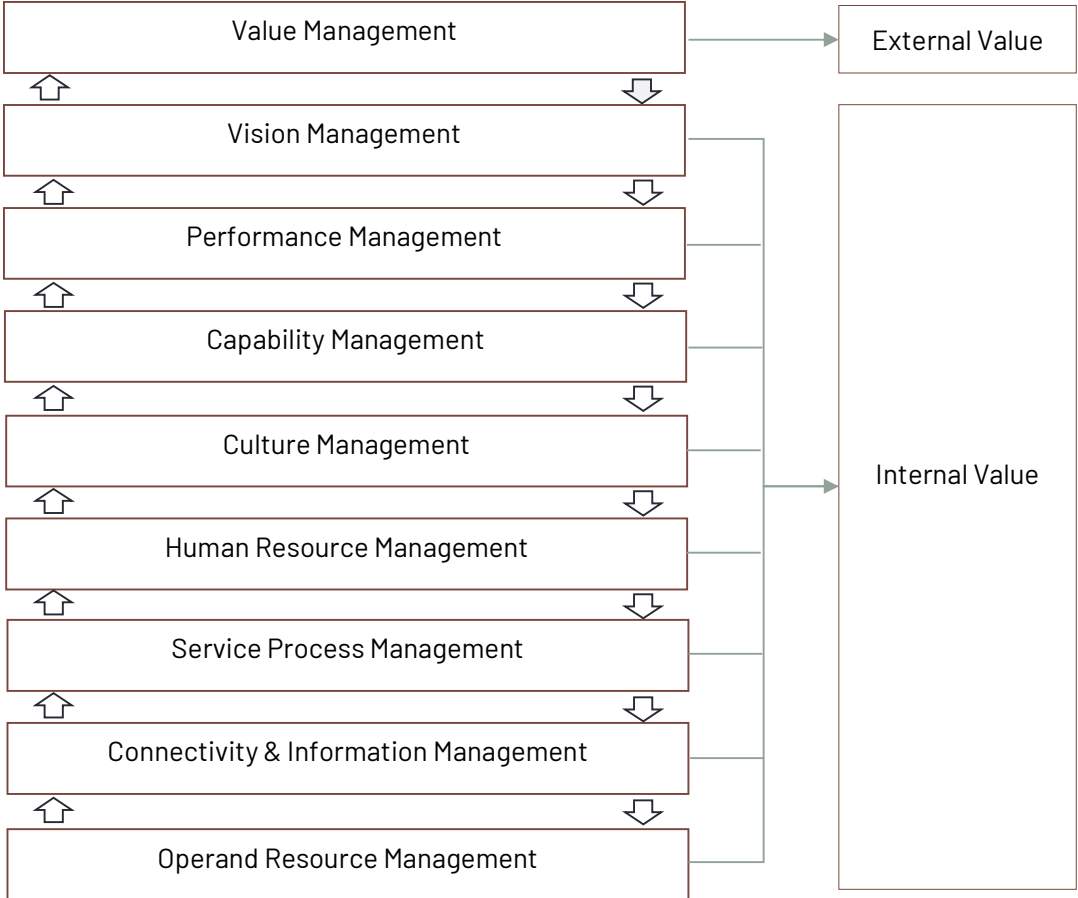 Value Management
External Value
Vision Management
Performance Management
Capability Management
Culture Management
Internal Value
Human Resource Management
Service Process Management
Connectivity & Information Management
Operand Resource Management